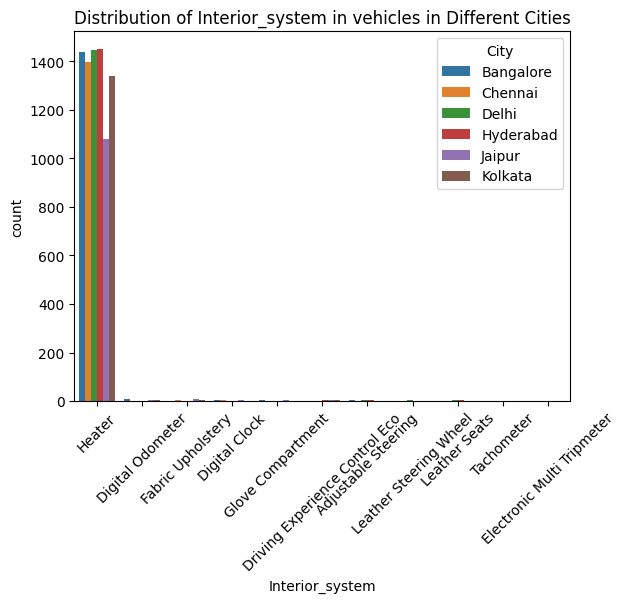 Distribution of Interior_system in vehicles in Different Cities
City
Bangalore
Chennai
Delhi
Hyderabad
Jaipur
Kolkata
count
1400
1200
1000
800
600
400
200
0
Heater
Digital Odometer
Fabric Upholstery
Digital Clock
Glove Compartment
Driving Experience Control Eco
Adjustable Steering
Leather Steering Wheel
Leather Seats
Tachometer
Electronic Multi Tripmeter
Interior_system